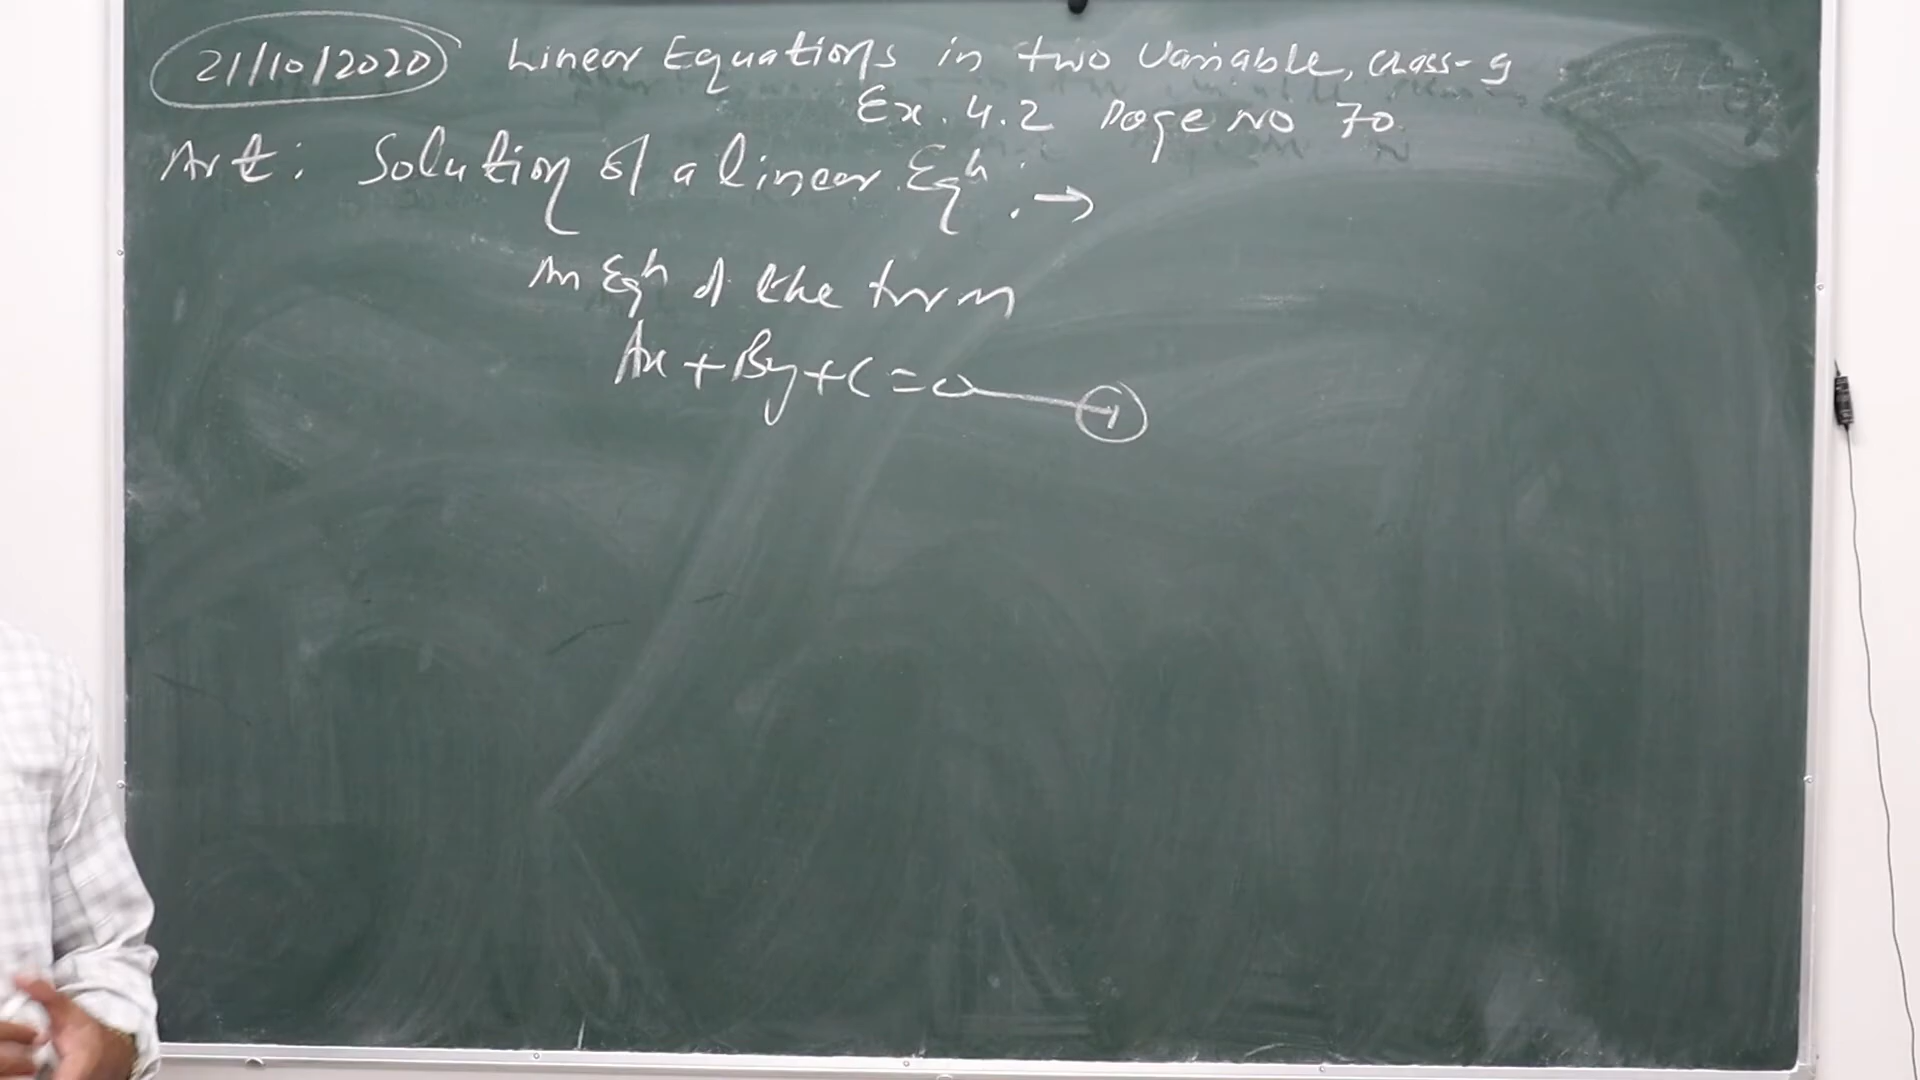 21/10/2020 Linear Equations in two Variable, class-9
Ex. 4.2 Page No 70
Art: Solution of a linear Eqn. →
An Eqn of the form
Ax + By + C = 0 — 1